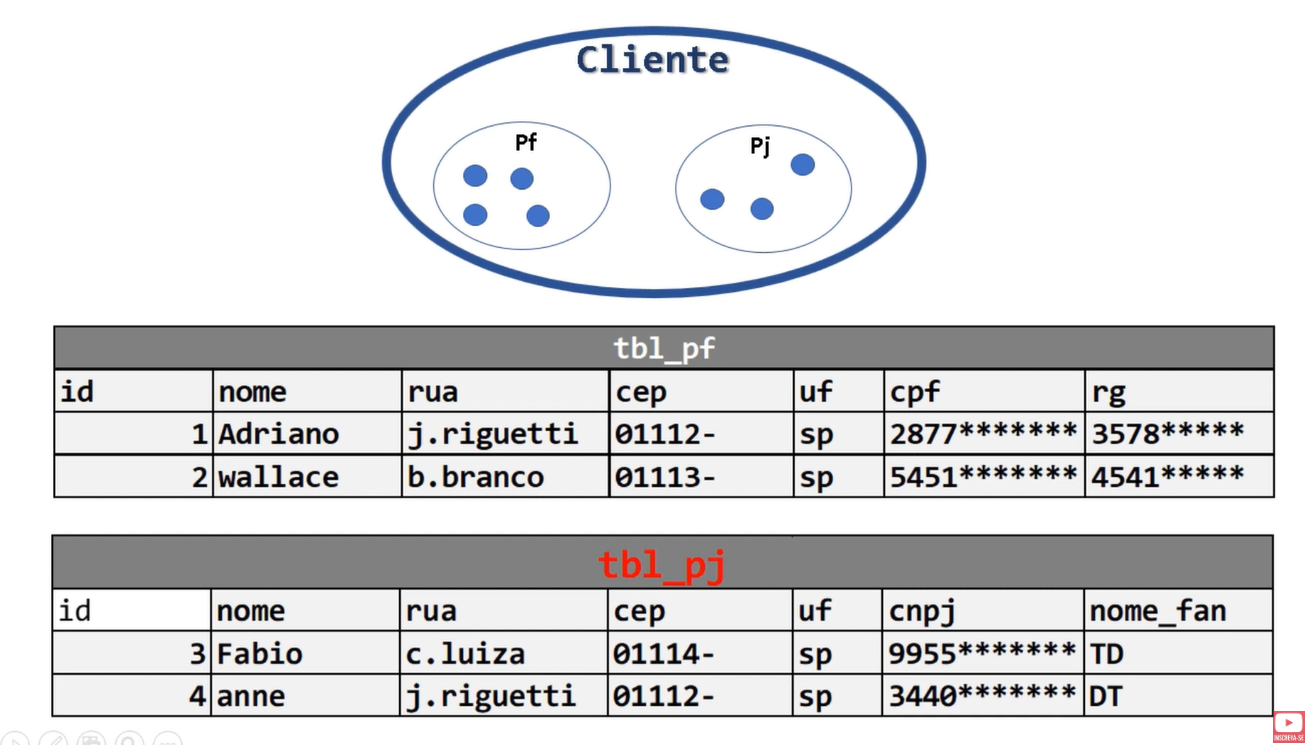 Cliente
Pf
Pj
tbl_pf
id nome rua cep uf cpf rg
1 Adriano j.riguetti 01112- sp 2877******* 3578*****
2 wallace b.branco 01113- sp 5451******* 4541*****
tbl_pj
id nome rua cep uf cnpj nome_fan
3 Fabio c.luiza 01114- sp 9955******* TD
4 anne j.riguetti 01112- sp 3440******* DT
INSCREVA-SE